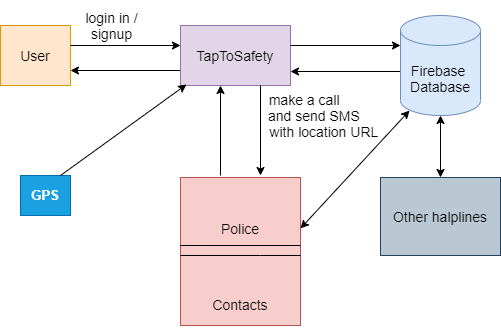 login in /
signup
User
TapToSafety
Firebase
Database
make a call
and send SMS
with location URL
GPS
Police
Other halplines
Contacts